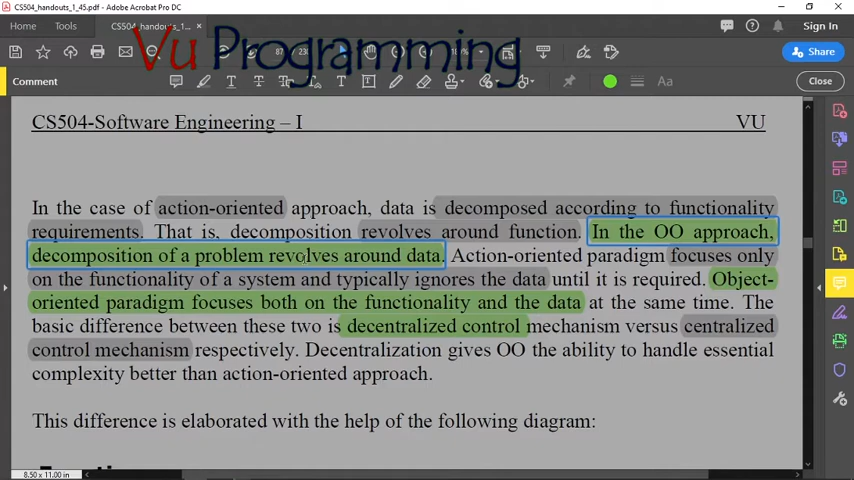 CS504_handouts_1_45.pdf - Adobe Acrobat Pro DC
Home Tools CS504_handouts_1... × Sign In
Vu Programming
Share
Comment Aa Close
CS504-Software Engineering – I VU
In the case of action-oriented approach, data is decomposed according to functionality
requirements. That is, decomposition revolves around function. In the OO approach,
decomposition of a problem revolves around data. Action-oriented paradigm focuses only
on the functionality of a system and typically ignores the data until it is required. Object-
oriented paradigm focuses both on the functionality and the data at the same time. The
basic difference between these two is decentralized control mechanism versus centralized
control mechanism respectively. Decentralization gives OO the ability to handle essential
complexity better than action-oriented approach.
This difference is elaborated with the help of the following diagram:
8.50 x 11.00 in